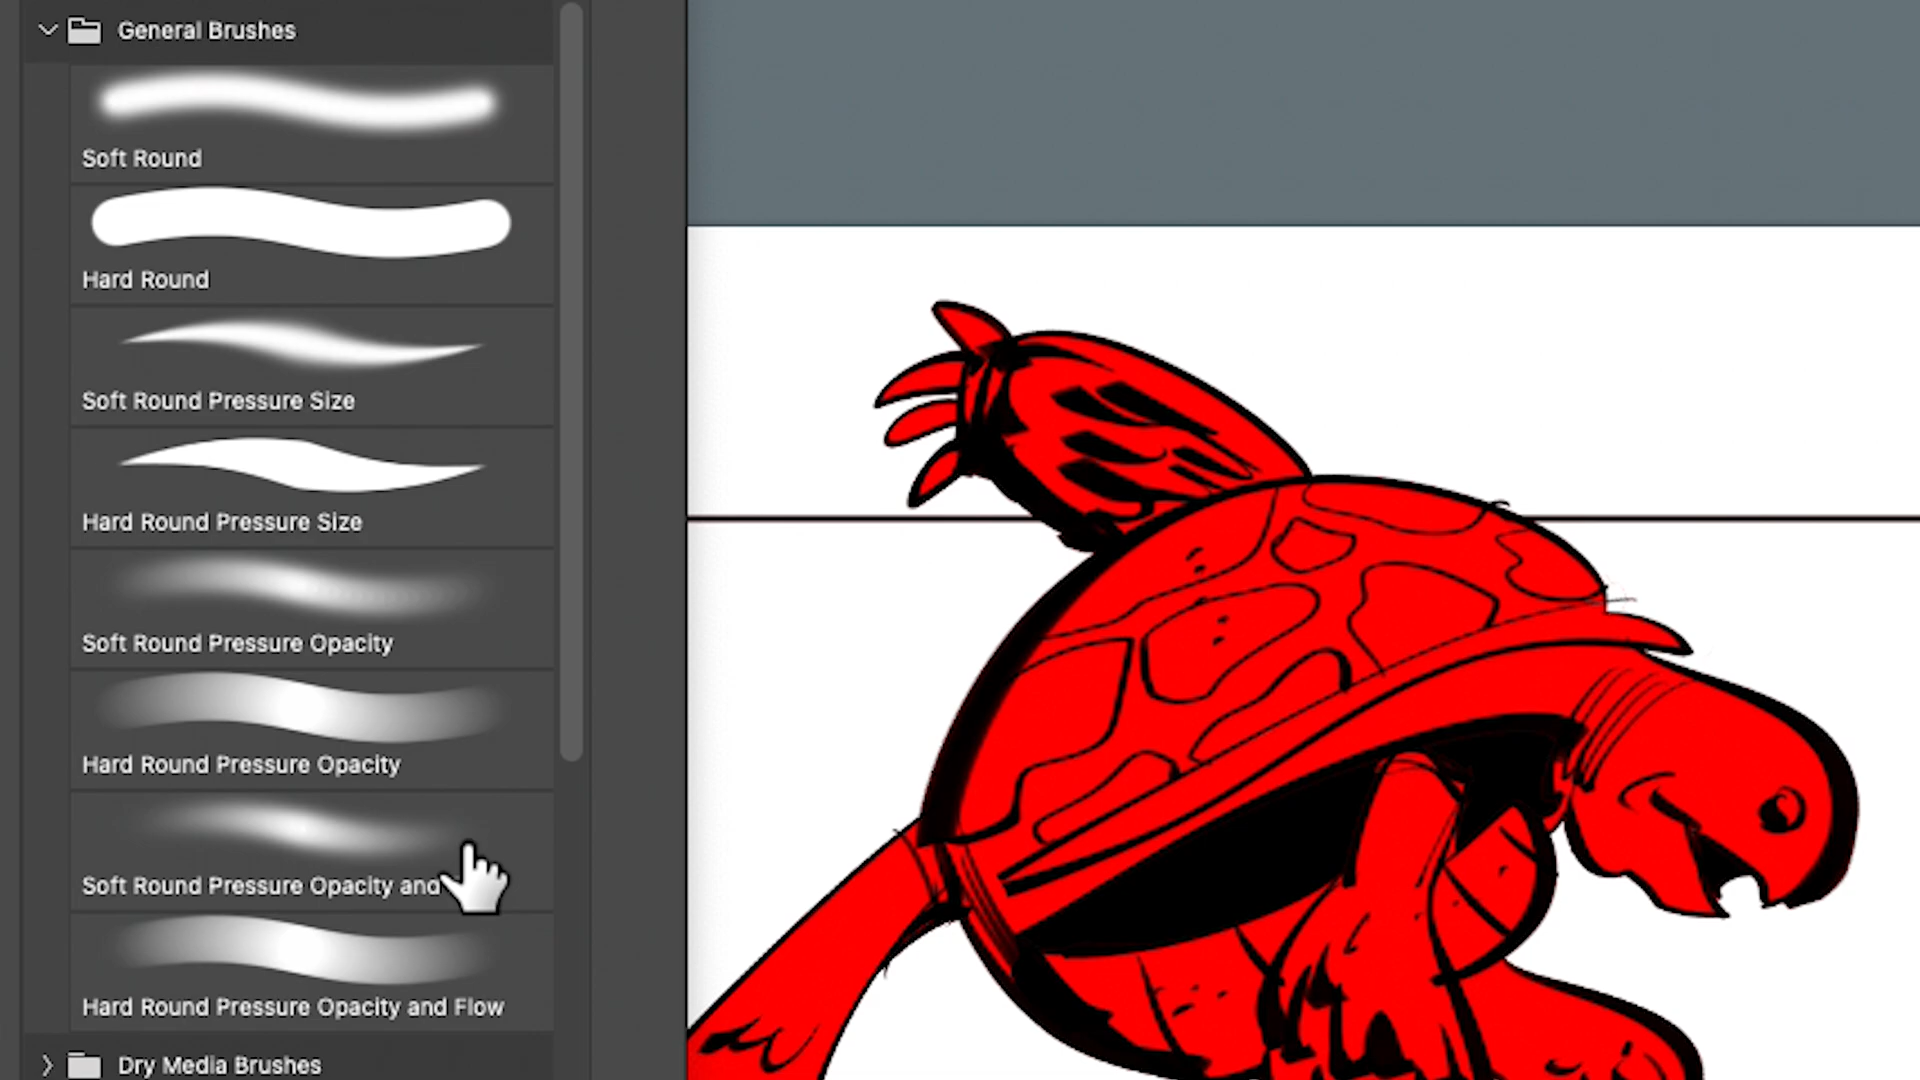 General Brushes
Soft Round
Hard Round
Soft Round Pressure Size
Hard Round Pressure Size
Soft Round Pressure Opacity
Hard Round Pressure Opacity
Soft Round Pressure Opacity and
Hard Round Pressure Opacity and Flow
Dry Media Brushes